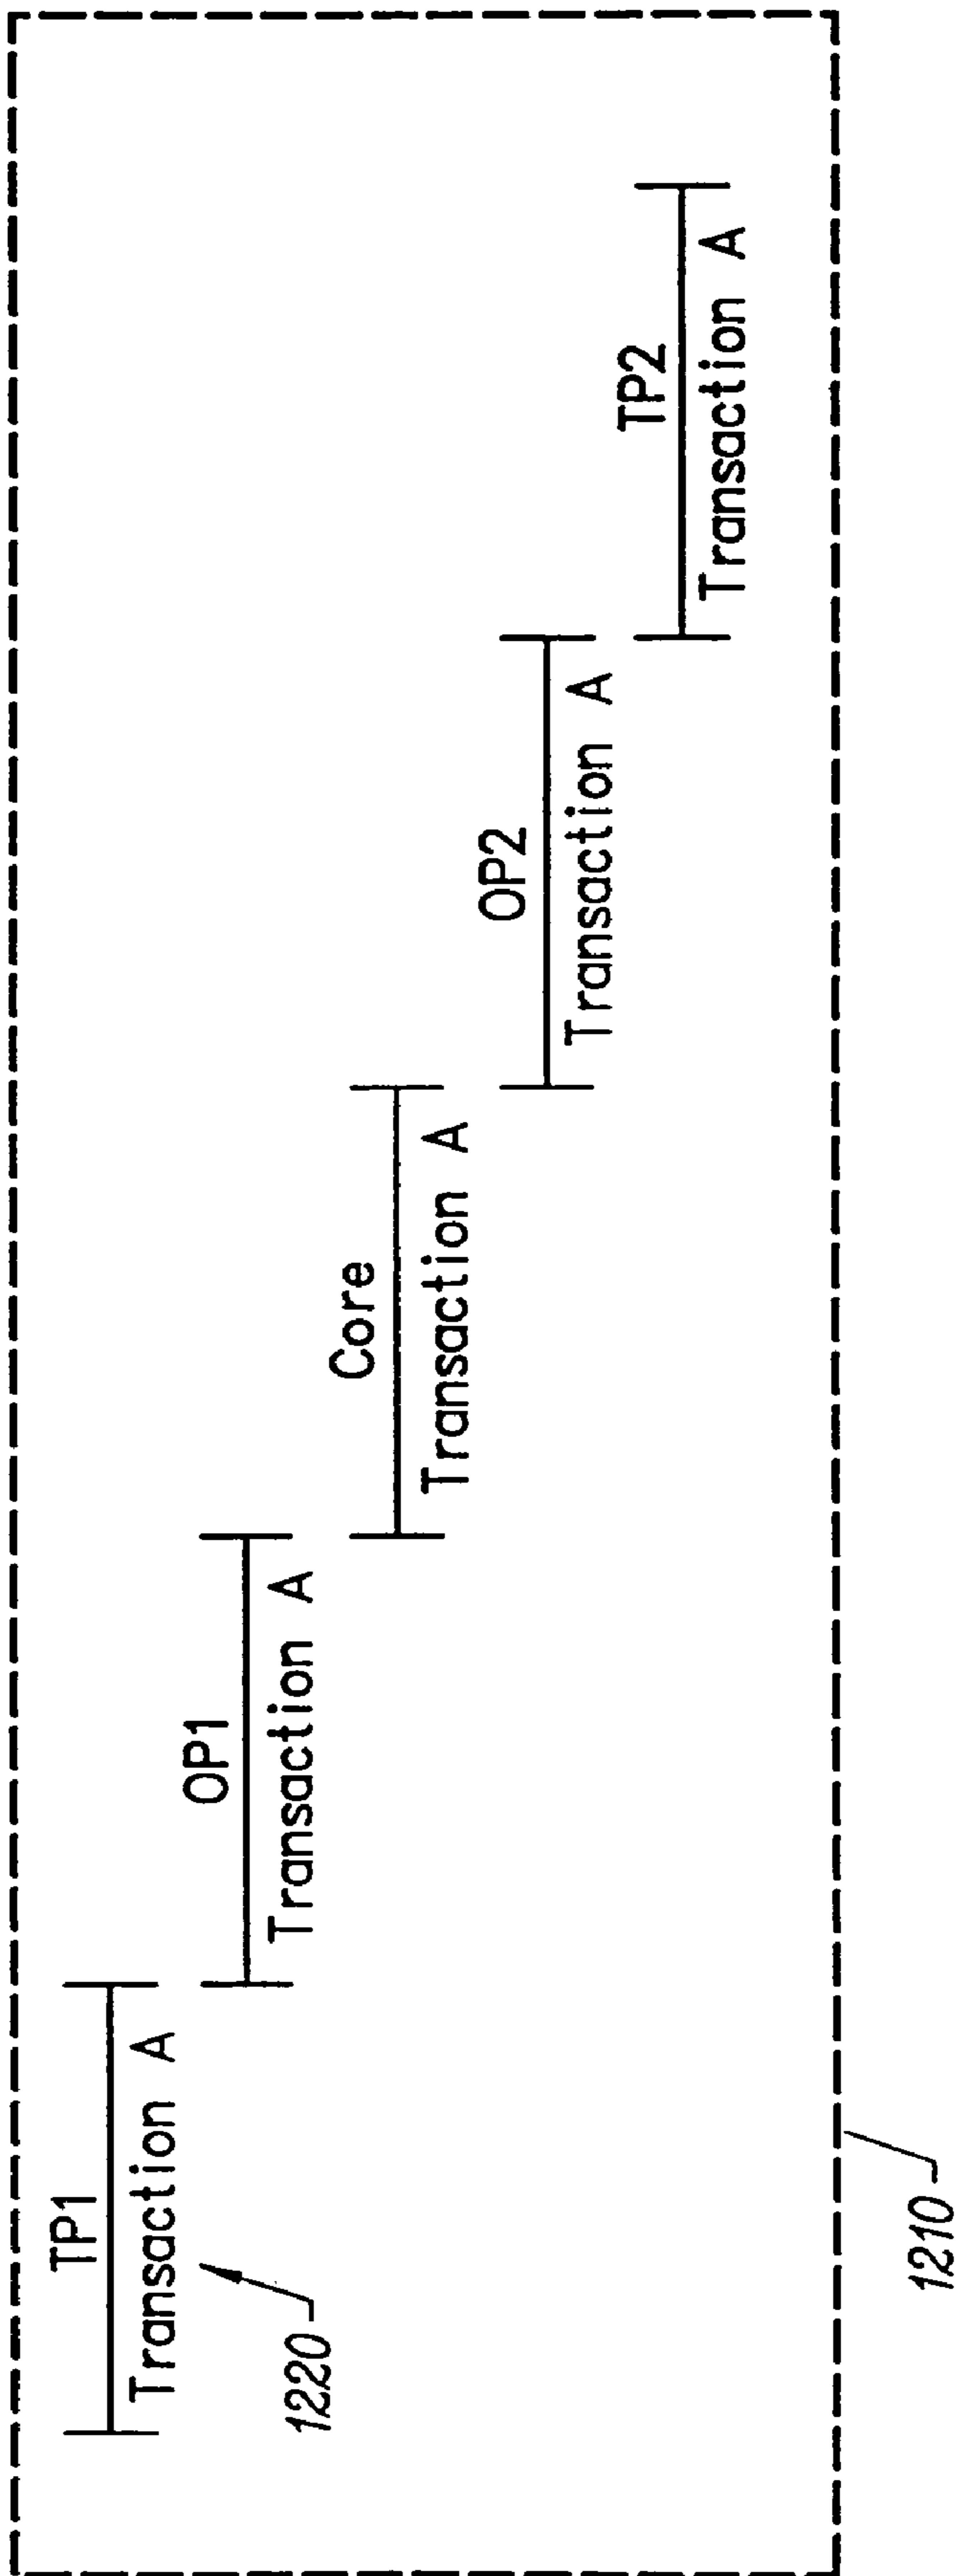 TP1
Transaction A
1220
OP1
Transaction A
Core
Transaction A
OP2
Transaction A
TP2
Transaction A
1210